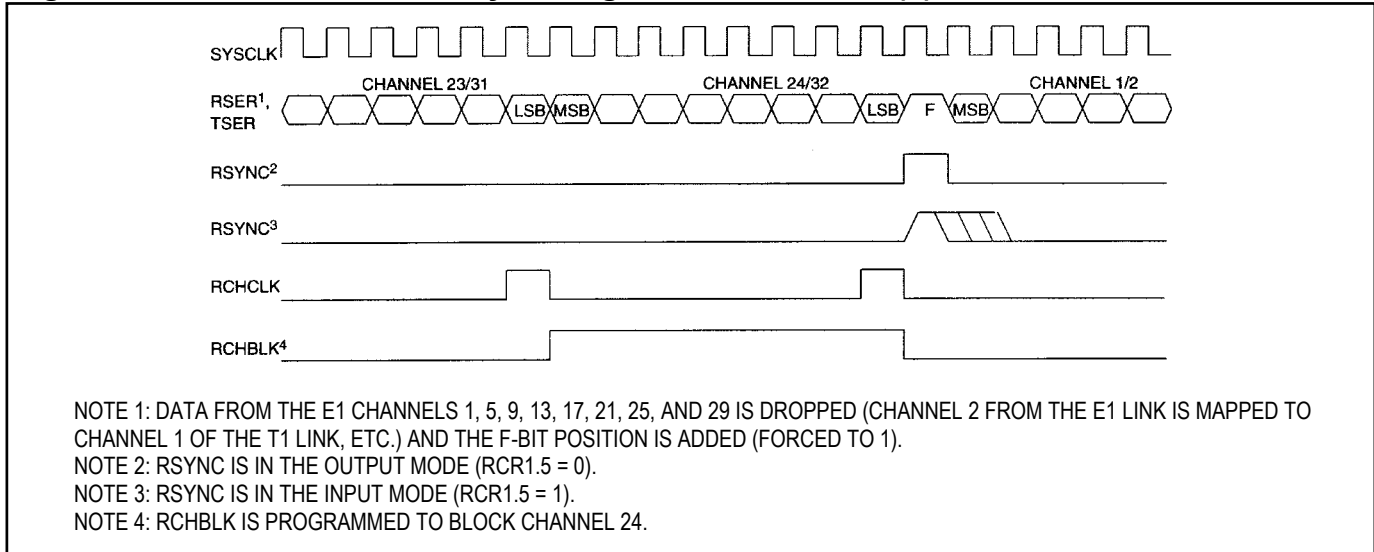 SYSCLK
CHANNEL 23/31 CHANNEL 24/32 CHANNEL 1/2
RSER1,
TSER
LSB MSB LSB F MSB
RSYNC2
RSYNC3
RCHCLK
RCHBLK4
NOTE 1: DATA FROM THE E1 CHANNELS 1, 5, 9, 13, 17, 21, 25, AND 29 IS DROPPED (CHANNEL 2 FROM THE E1 LINK IS MAPPED TO
CHANNEL 1 OF THE T1 LINK, ETC.) AND THE F-BIT POSITION IS ADDED (FORCED TO 1).
NOTE 2: RSYNC IS IN THE OUTPUT MODE (RCR1.5 = 0).
NOTE 3: RSYNC IS IN THE INPUT MODE (RCR1.5 = 1).
NOTE 4: RCHBLK IS PROGRAMMED TO BLOCK CHANNEL 24.